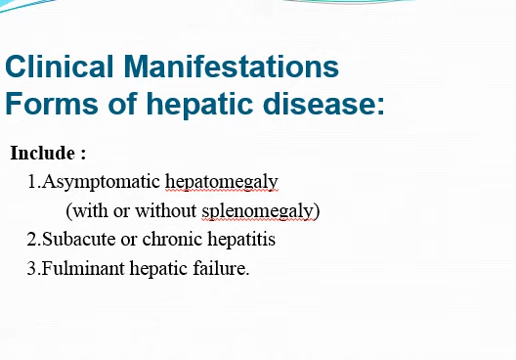 Clinical Manifestations
Forms of hepatic disease:
Include :
1.Asymptomatic hepatomegaly
(with or without splenomegaly)
2.Subacute or chronic hepatitis
3.Fulminant hepatic failure.